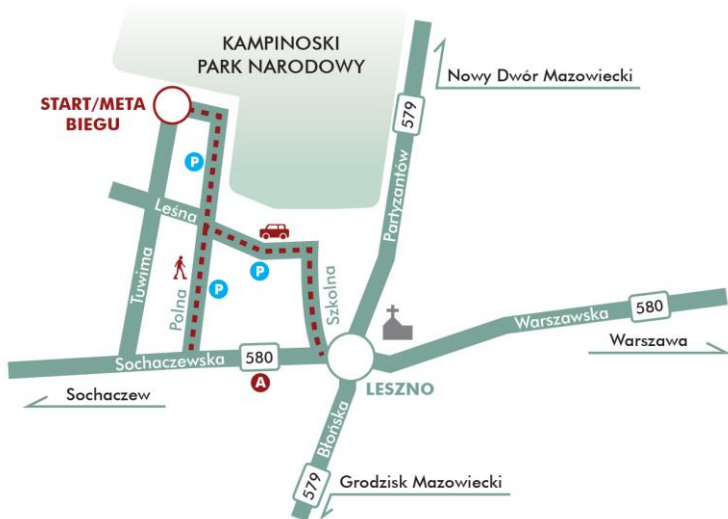 KAMPINOSKI
PARK NARODOWY
Nowy Dwór Mazowiecki
START/META
BIEGU
579
P
Partyzantów
Leśna
P
P
Tuwima
Polna
Szkolna
Sochaczewska
580
A
Warszawska
580
Warszawa
Sochaczew
LESZNO
Błońska
579
Grodzisk Mazowiecki